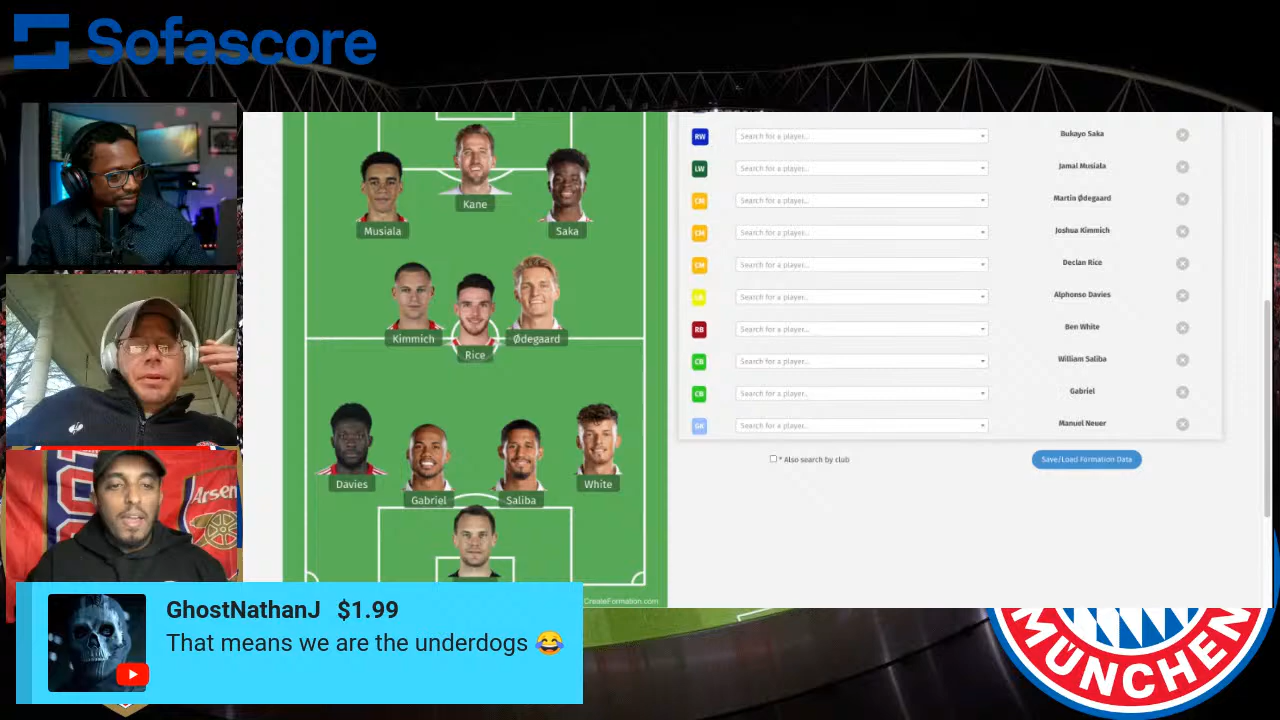 Sofascore
Kane
Musiala
Saka
Kimmich
Ødegaard
Rice
Davies
White
Gabriel
Saliba
CreateFormation.com
RW
Search for a player...
Bukayo Saka
LW
Search for a player...
Jamal Musiala
CM
Search for a player...
Martin Ødegaard
CM
Search for a player...
Joshua Kimmich
CM
Search for a player...
Declan Rice
LB
Search for a player...
Alphonso Davies
RB
Search for a player...
Ben White
CB
Search for a player...
William Saliba
CB
Search for a player...
Gabriel
GK
Search for a player...
Manuel Neuer
* Also search by club
Save/Load Formation Data
Arsen
GhostNathanJ $1.99
That means we are the underdogs 😂
MÜNCHEN